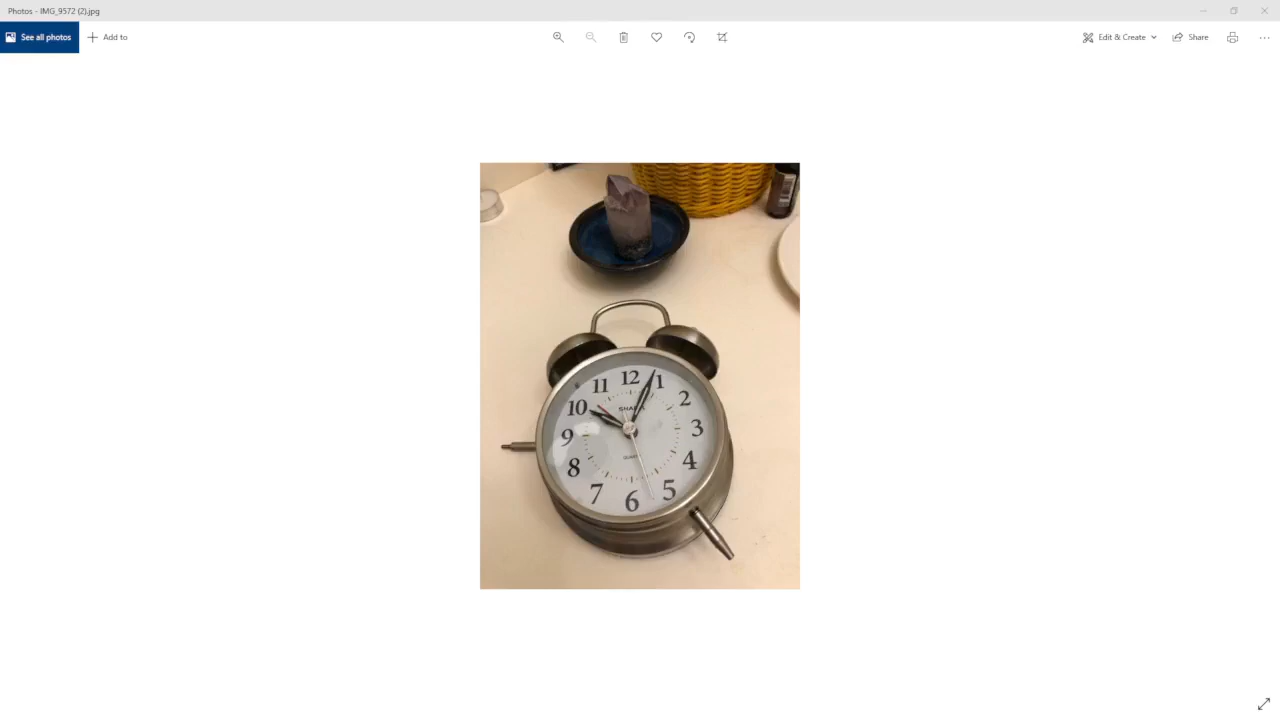 Photos - IMG_9572 (2).jpg
See all photos
Add to
Edit & Create
Share
12
11
1
10
2
9
3
8
4
7
5
6